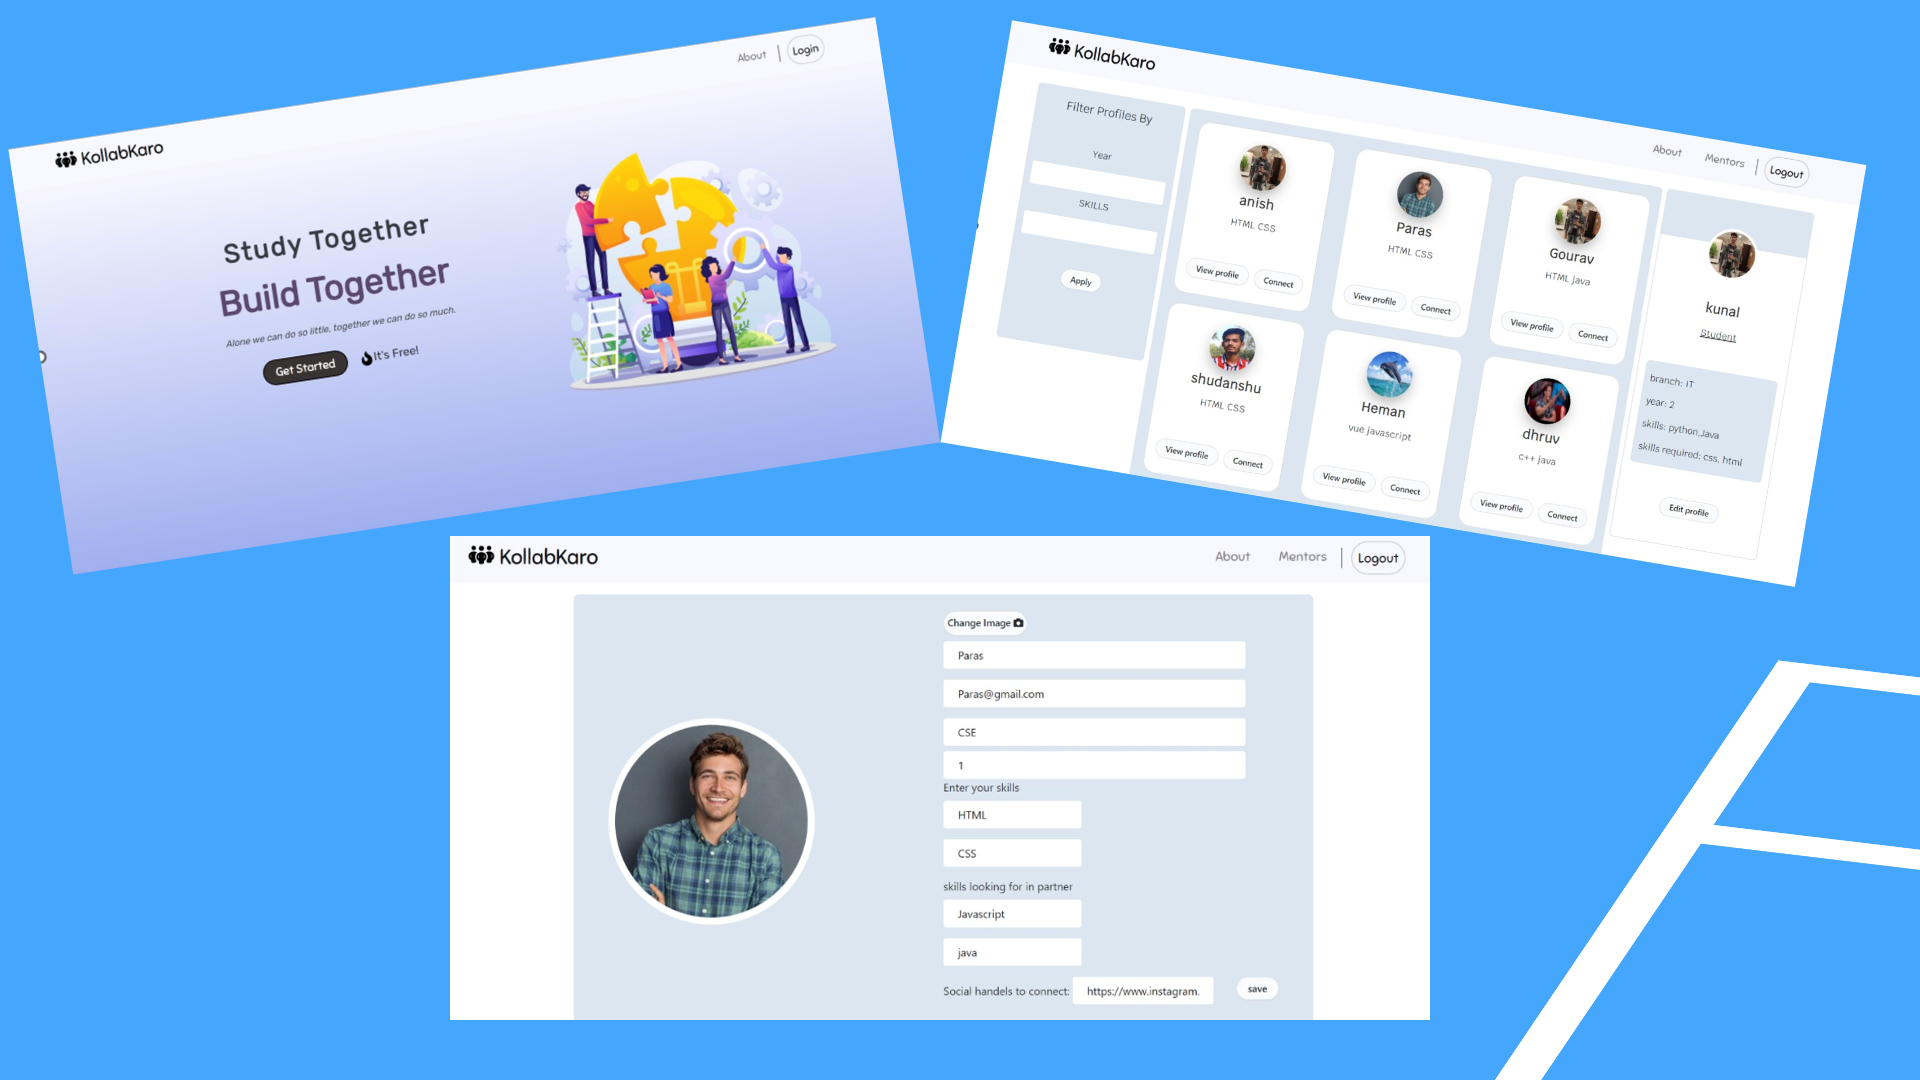 KollabKaro
About
Login
Study Together
Build Together
Alone we can do so little, together we can do so much.
Get Started
It's Free!
KollabKaro
About
Mentors
Logout
Filter Profiles By
Year
SKILLS
Apply
anish
HTML CSS
View profile
Connect
Paras
HTML CSS
View profile
Connect
Gourav
HTML java
View profile
Connect
shudanshu
HTML CSS
View profile
Connect
Heman
vue javascript
View profile
Connect
dhruv
c++ java
View profile
Connect
kunal
Student
branch: IT
year: 2
skills: python,Java
skills required: css, html
Edit profile
KollabKaro
About
Mentors
Logout
Change Image
Paras
Paras@gmail.com
CSE
1
Enter your skills
HTML
CSS
skills looking for in partner
Javascript
java
Social handels to connect:
https://www.instagram.
save